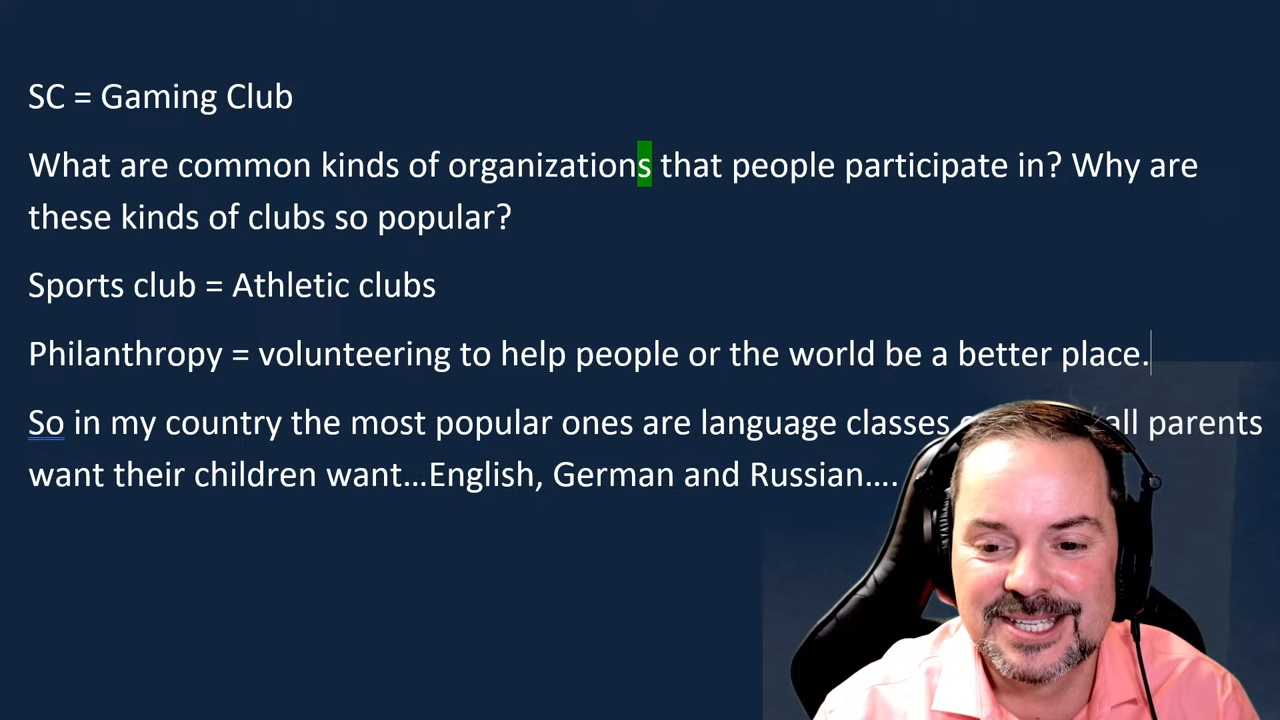 SC = Gaming Club
What are common kinds of organizations that people participate in? Why are
these kinds of clubs so popular?
Sports club = Athletic clubs
Philanthropy = volunteering to help people or the world be a better place.
So in my country the most popular ones are language classes all parents
want their children want...English, German and Russian....